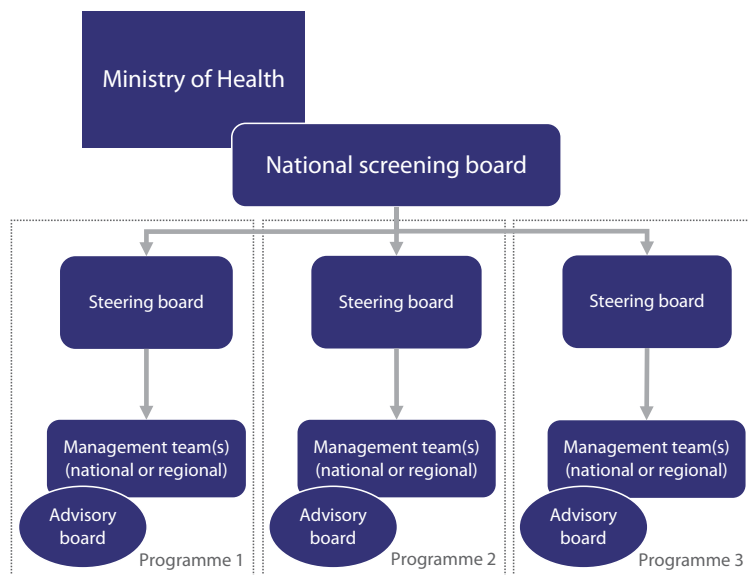 Ministry of Health
National screening board
Steering board
Steering board
Steering board
Management team(s)
(national or regional)
Management team(s)
(national or regional)
Management team(s)
(national or regional)
Advisory
board
Advisory
board
Advisory
board
Programme 1
Programme 2
Programme 3